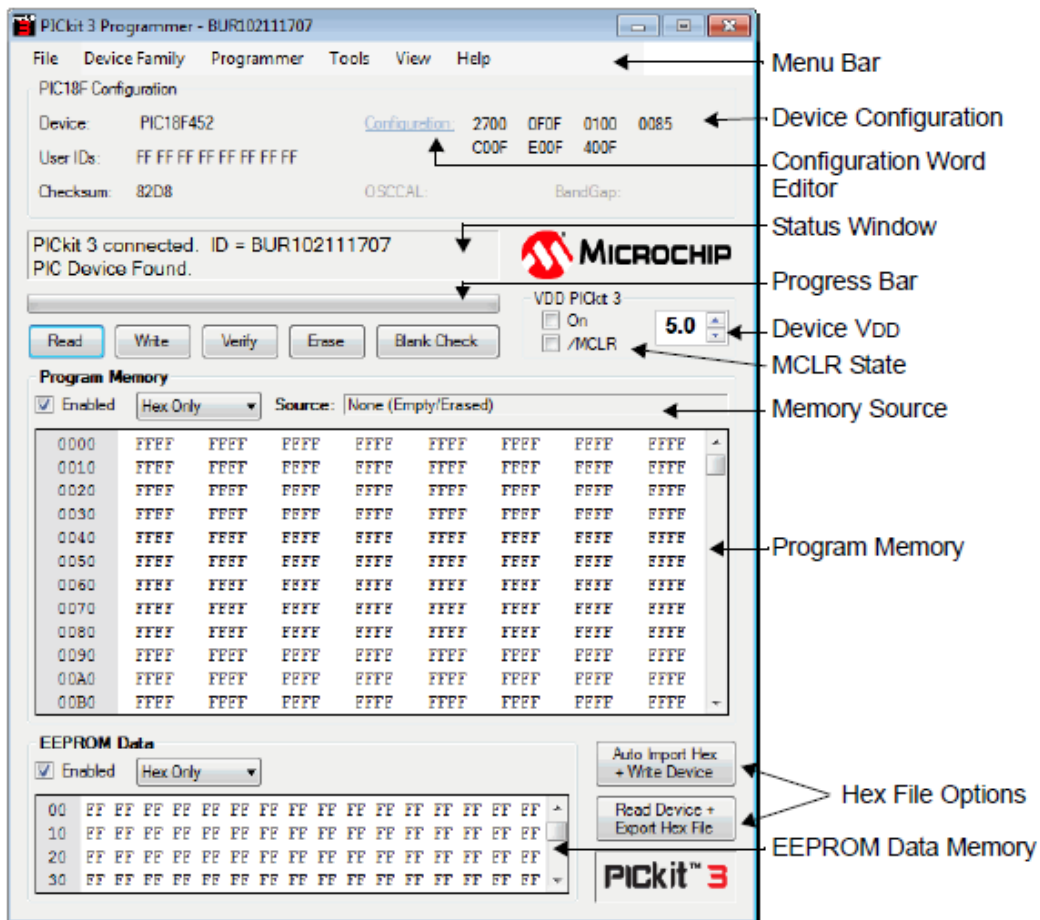 PICkit 3 Programmer - BUR102111707
File Device Family Programmer Tools View Help
Menu Bar
PIC18F Configuration
Device: PIC18F452 Configuration: 2700 0F0F 0100 0085
Device Configuration
C00F E00F 400F
User IDs: FF FF FF FF FF FF FF FF
Configuration Word
Editor
Checksum: 82D8 OSCCAL: BandGap:
Status Window
PICkit 3 connected. ID = BUR102111707
PIC Device Found.
MICROCHIP
Progress Bar
VDD PICkit 3
On
5.0
Device VDD
/MCLR
MCLR State
Read Write Verify Erase Blank Check
Program Memory
Enabled Hex Only Source: None (Empty/Erased)
Memory Source
0000 FFFF FFFF FFFF FFFF FFFF FFFF FFFF FFFF
0010 FFFF FFFF FFFF FFFF FFFF FFFF FFFF FFFF
0020 FFFF FFFF FFFF FFFF FFFF FFFF FFFF FFFF
0030 FFFF FFFF FFFF FFFF FFFF FFFF FFFF FFFF
0040 FFFF FFFF FFFF FFFF FFFF FFFF FFFF FFFF
Program Memory
0050 FFFF FFFF FFFF FFFF FFFF FFFF FFFF FFFF
0060 FFFF FFFF FFFF FFFF FFFF FFFF FFFF FFFF
0070 FFFF FFFF FFFF FFFF FFFF FFFF FFFF FFFF
0080 FFFF FFFF FFFF FFFF FFFF FFFF FFFF FFFF
0090 FFFF FFFF FFFF FFFF FFFF FFFF FFFF FFFF
00A0 FFFF FFFF FFFF FFFF FFFF FFFF FFFF FFFF
00B0 FFFF FFFF FFFF FFFF FFFF FFFF FFFF FFFF
EEPROM Data
Enabled Hex Only
Auto Import Hex
+ Write Device
Hex File Options
Read Device +
Export Hex File
00 FF FF FF FF FF FF FF FF FF FF FF FF FF FF FF FF
10 FF FF FF FF FF FF FF FF FF FF FF FF FF FF FF FF
20 FF FF FF FF FF FF FF FF FF FF FF FF FF FF FF FF
30 FF FF FF FF FF FF FF FF FF FF FF FF FF FF FF FF
EEPROM Data Memory
PICkit™ 3